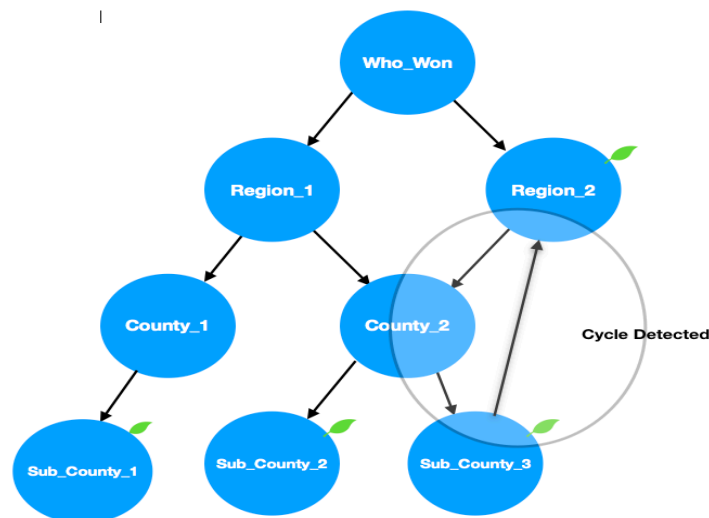 Who_Won
Region_1
Region_2
County_1
County_2
Cycle Detected
Sub_County_1
Sub_County_2
Sub_County_3